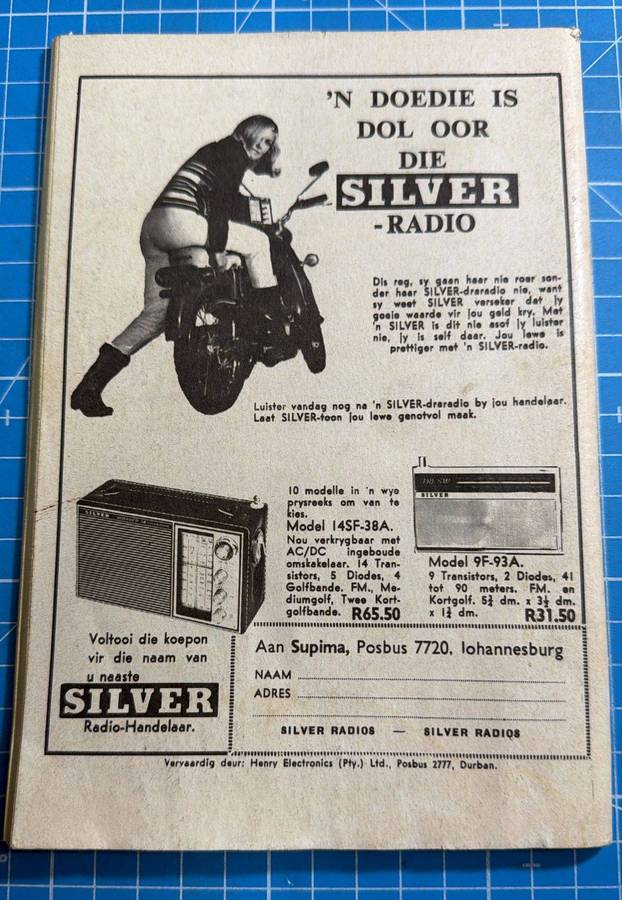 'N DOEDIE IS
DOL OOR
DIE
SILVER
-RADIO
Dis reg, sy gaan haar nie roer son-
der haar SILVER-draradio nie, want
sy weet SILVER verseker dat jy
goeie waarde vir jou geld kry. Met
'n SILVER is dit nie asof jy luister
nie, jy is self daar. Jou lewe is
prettiger met 'n SILVER-radio.
Luister vandag nog na 'n SILVER-draradio by jou handelaar.
Laat SILVER-toon jou lewe genotvol maak.
SILVER
10 modelle in 'n wye
prysreeks om van te
kies.
Model 14SF-38A.
Nou verkrygbaar met
AC/DC ingeboude
omskakelaar. 14 Tran-
sistors, 5 Diodes, 4
Golfbande. FM., Me-
diumgolf, Twee Kort-
golfbande. R65.50
SILVER
Model 9F-93A.
9 Transistors, 2 Diodes, 41
tot 90 meters. FM. en
Kortgolf. 5½ dm. x 3½ dm.
x 1½ dm. R31.50
Voltooi die koepon
vir die naam van
u naaste
SILVER
Radio-Handelaar.
Aan Supima, Posbus 7720, Iohannesburg
NAAM
ADRES
SILVER RADIOS — SILVER RADIOS
Vervaardig deur: Henry Electronics (Pty.) Ltd., Posbus 2777, Durban.